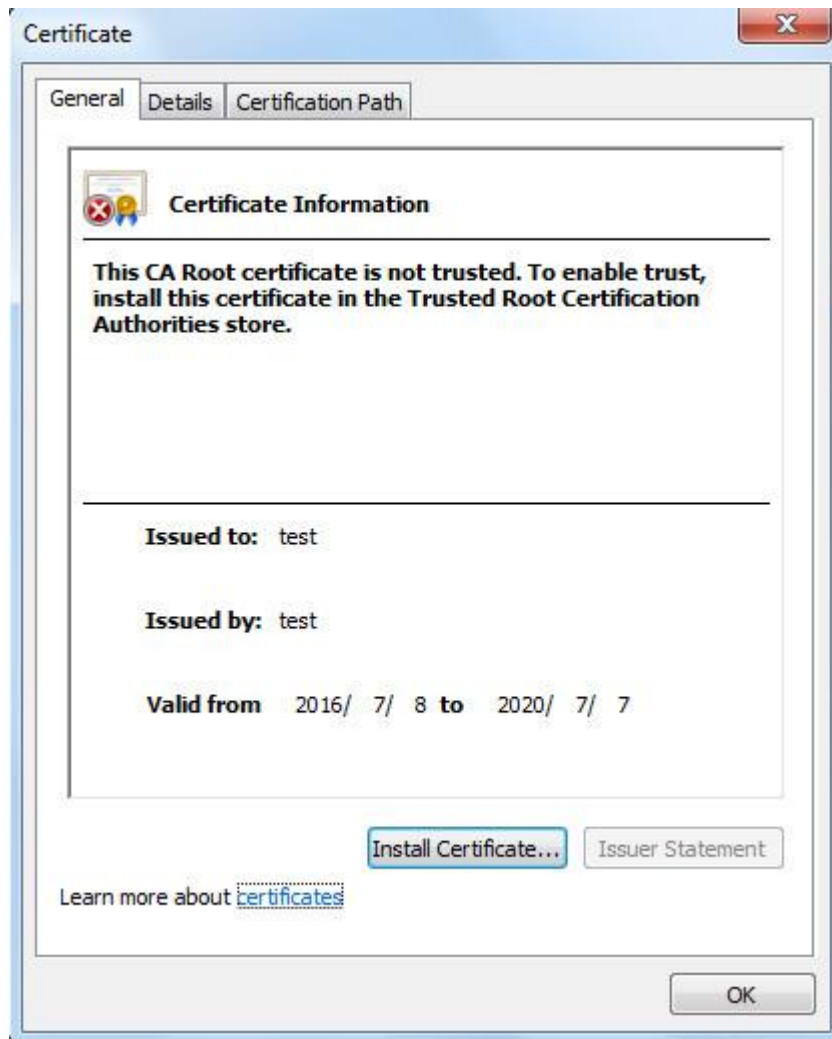 Certificate
General Details Certification Path
Certificate Information
This CA Root certificate is not trusted. To enable trust,
install this certificate in the Trusted Root Certification
Authorities store.
Issued to: test
Issued by: test
Valid from 2016/ 7/ 8 to 2020/ 7/ 7
Install Certificate... Issuer Statement
Learn more about certificates
OK